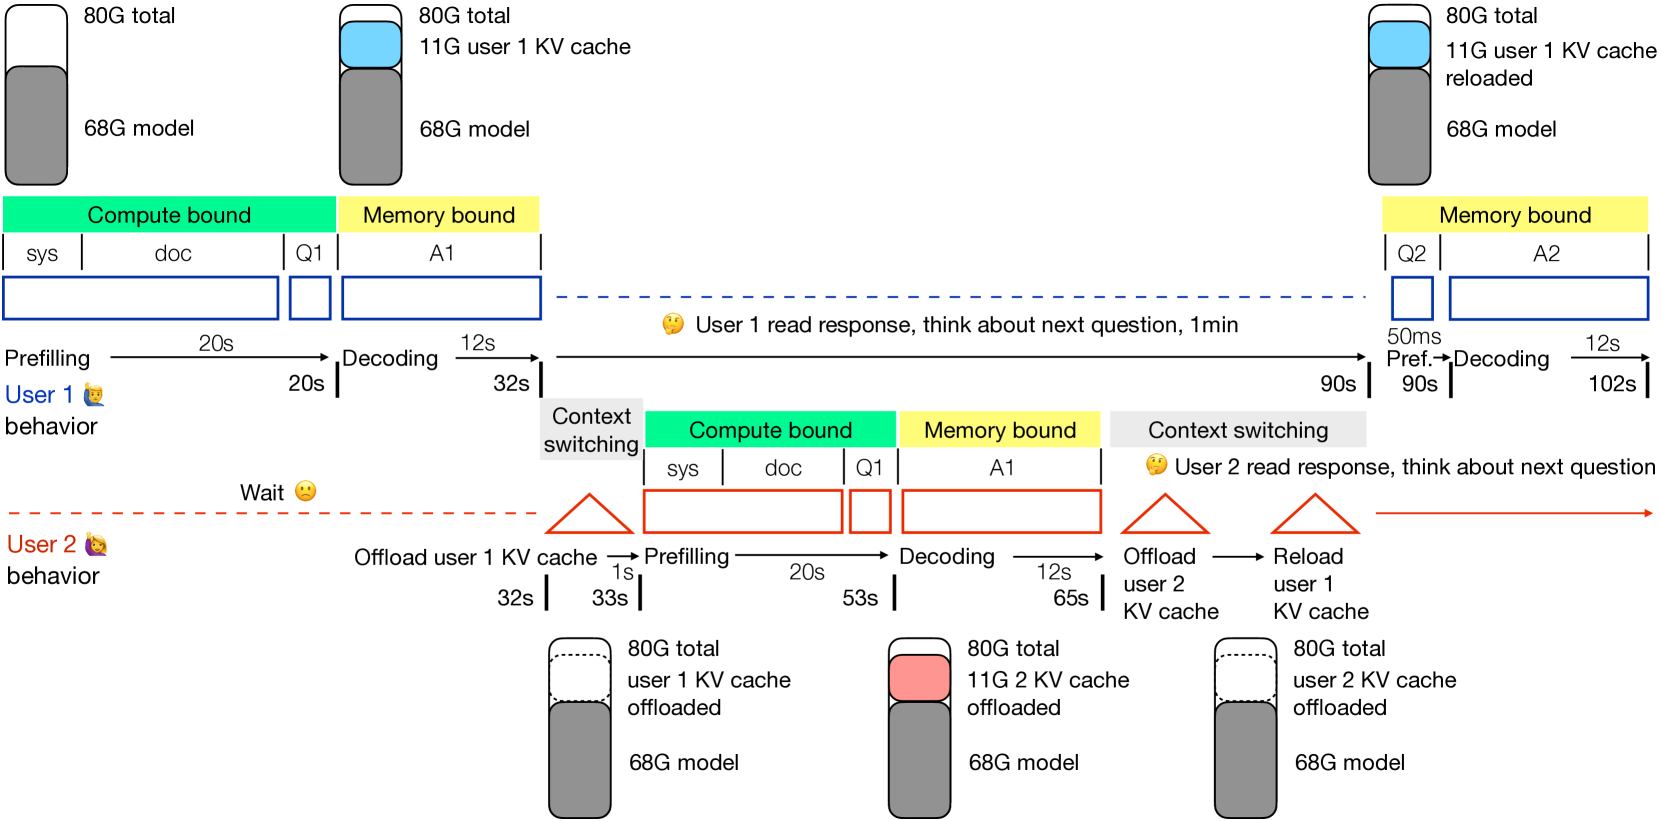 80G total
68G model
80G total
11G user 1 KV cache
68G model
80G total
11G user 1 KV cache
reloaded
68G model
Compute bound
Memory bound
Memory bound
sys
doc
Q1
A1
Q2
A2
User 1 read response, think about next question, 1min
Prefilling
20s
20s
Decoding
12s
32s
90s
50ms
Pref.
90s
Decoding
12s
102s
User 1
behavior
Context
switching
Compute bound
Memory bound
Context switching
sys
doc
Q1
A1
User 2 read response, think about next question
Wait
User 2
behavior
Offload user 1 KV cache
1s
32s
33s
Prefilling
20s
53s
Decoding
12s
65s
Offload
user 2
KV cache
Reload
user 1
KV cache
80G total
user 1 KV cache
offloaded
68G model
80G total
11G 2 KV cache
offloaded
68G model
80G total
user 2 KV cache
offloaded
68G model